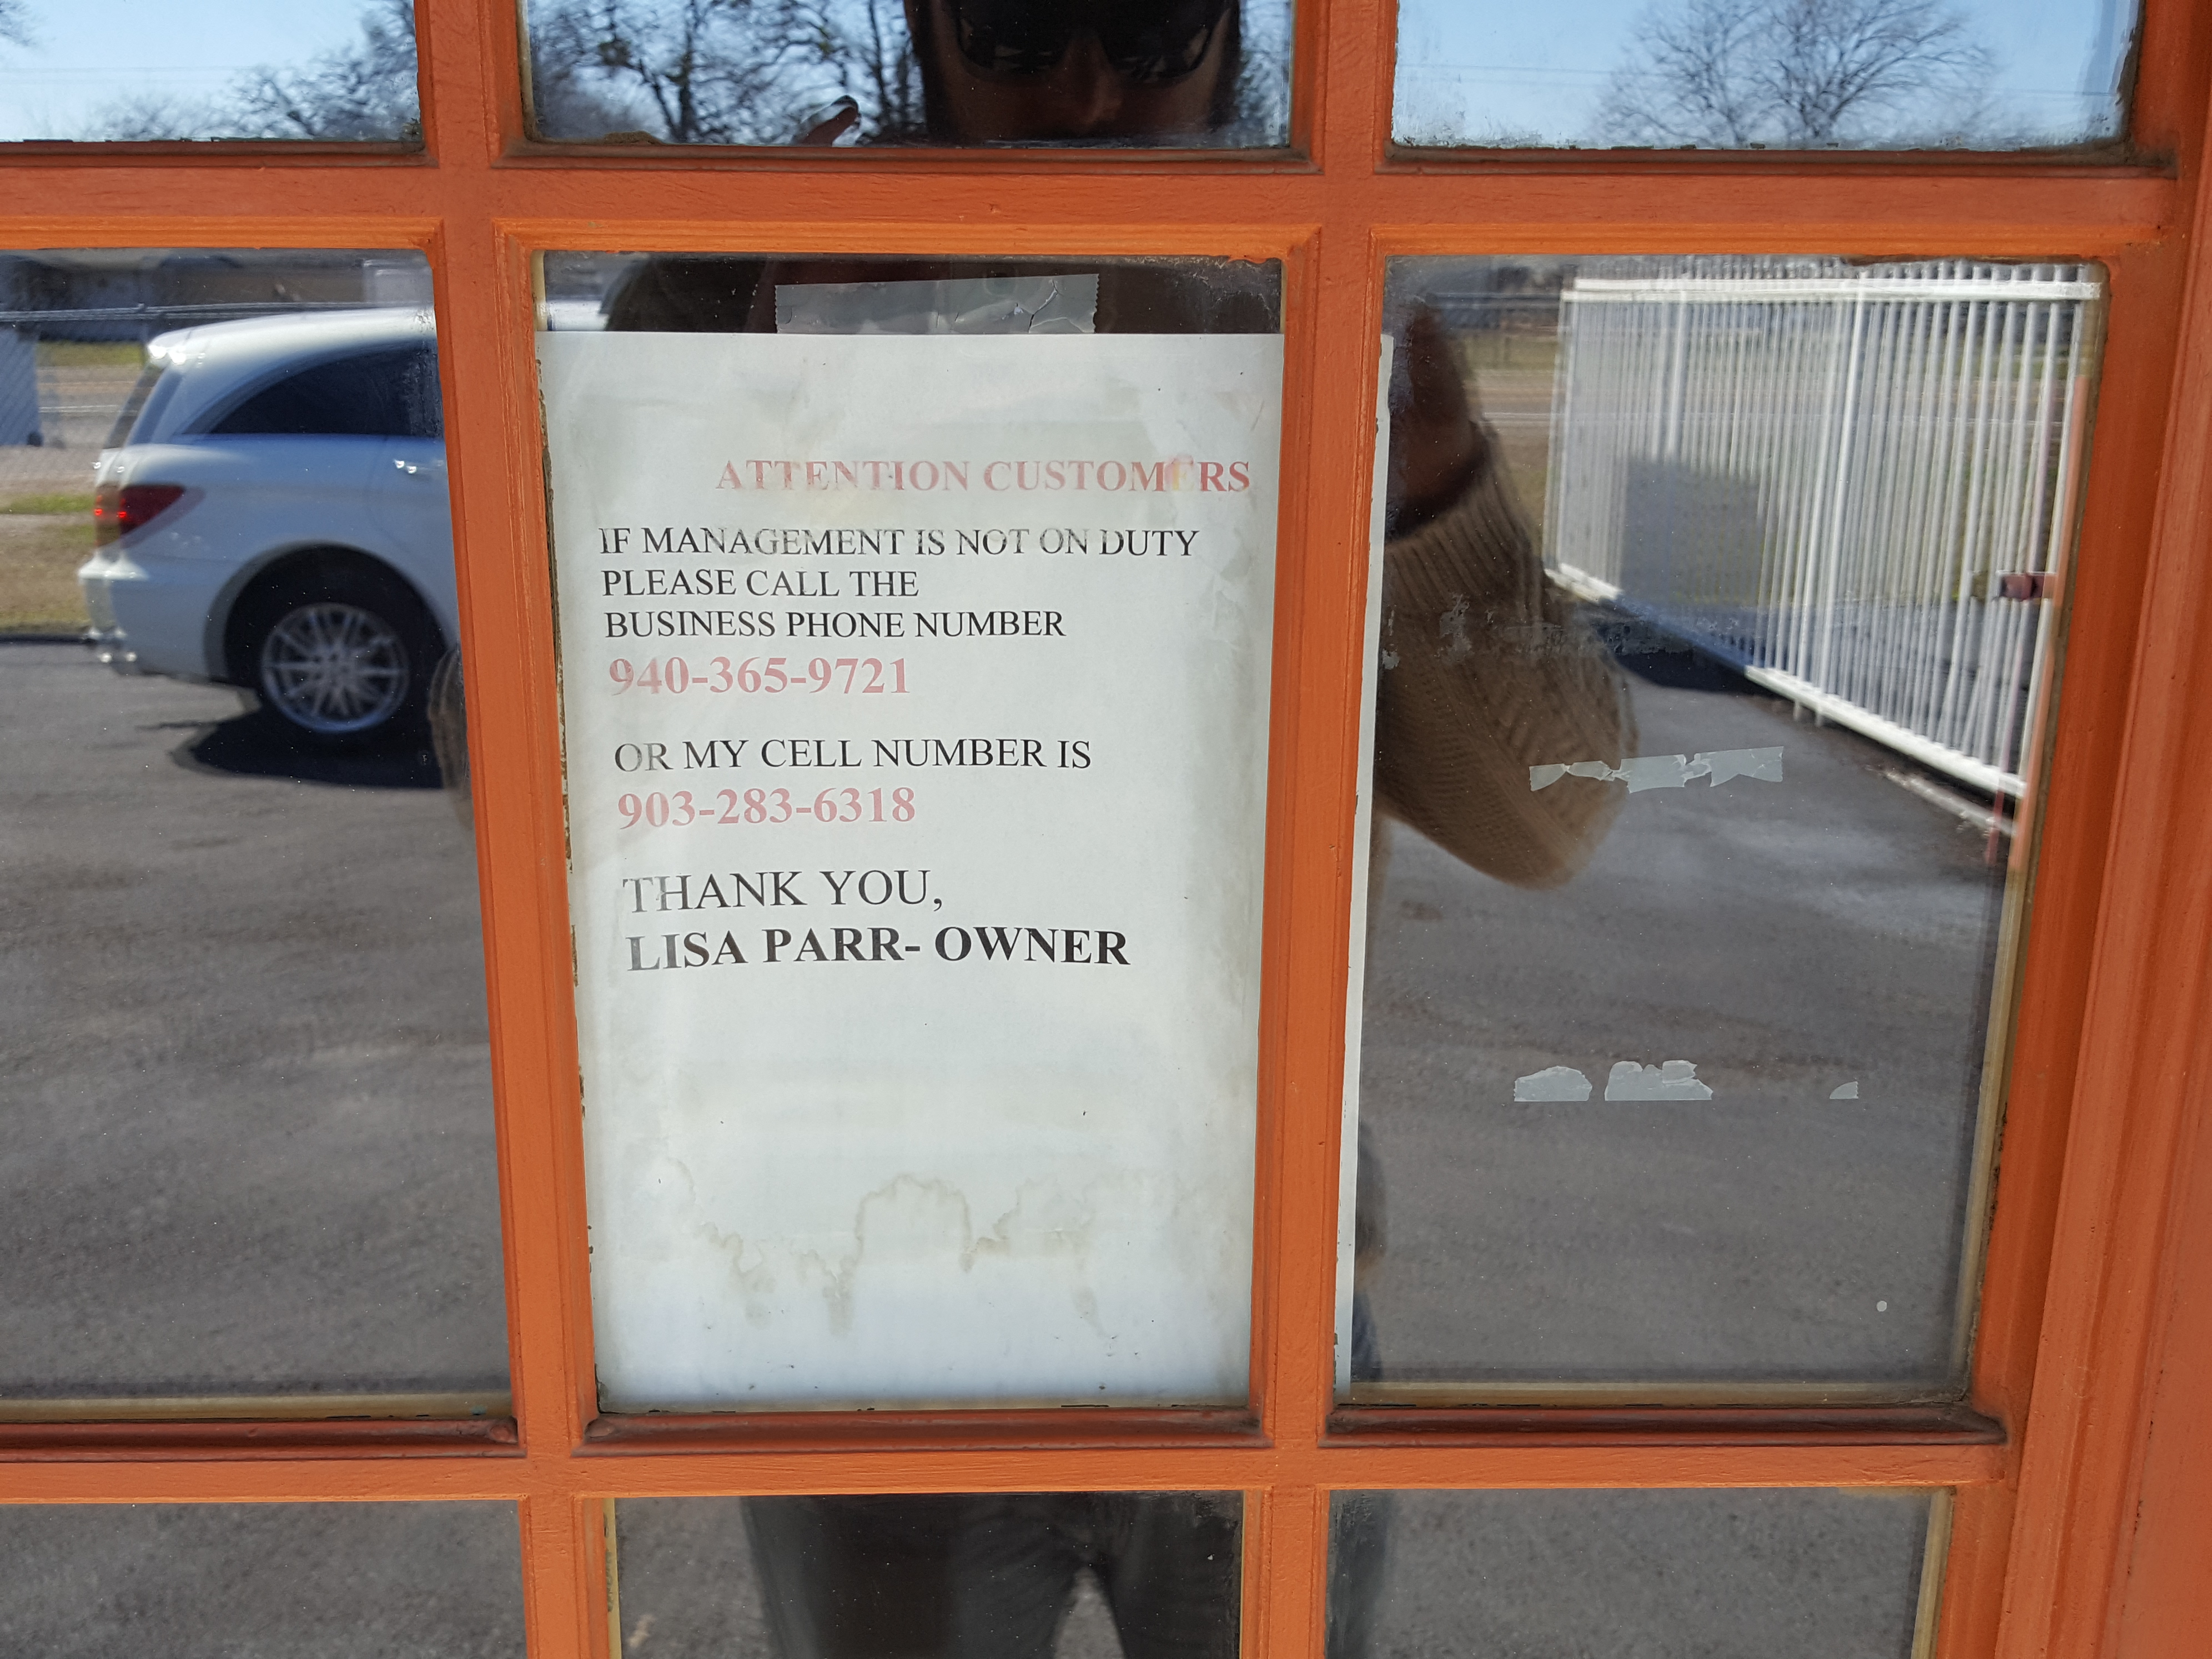 ATTENTION CUSTOMERS
IF MANAGEMENT IS NOT ON DUTY
PLEASE CALL THE
BUSINESS PHONE NUMBER
940-365-9721
OR MY CELL NUMBER IS
903-283-6318
THANK YOU,
LISA PARR- OWNER